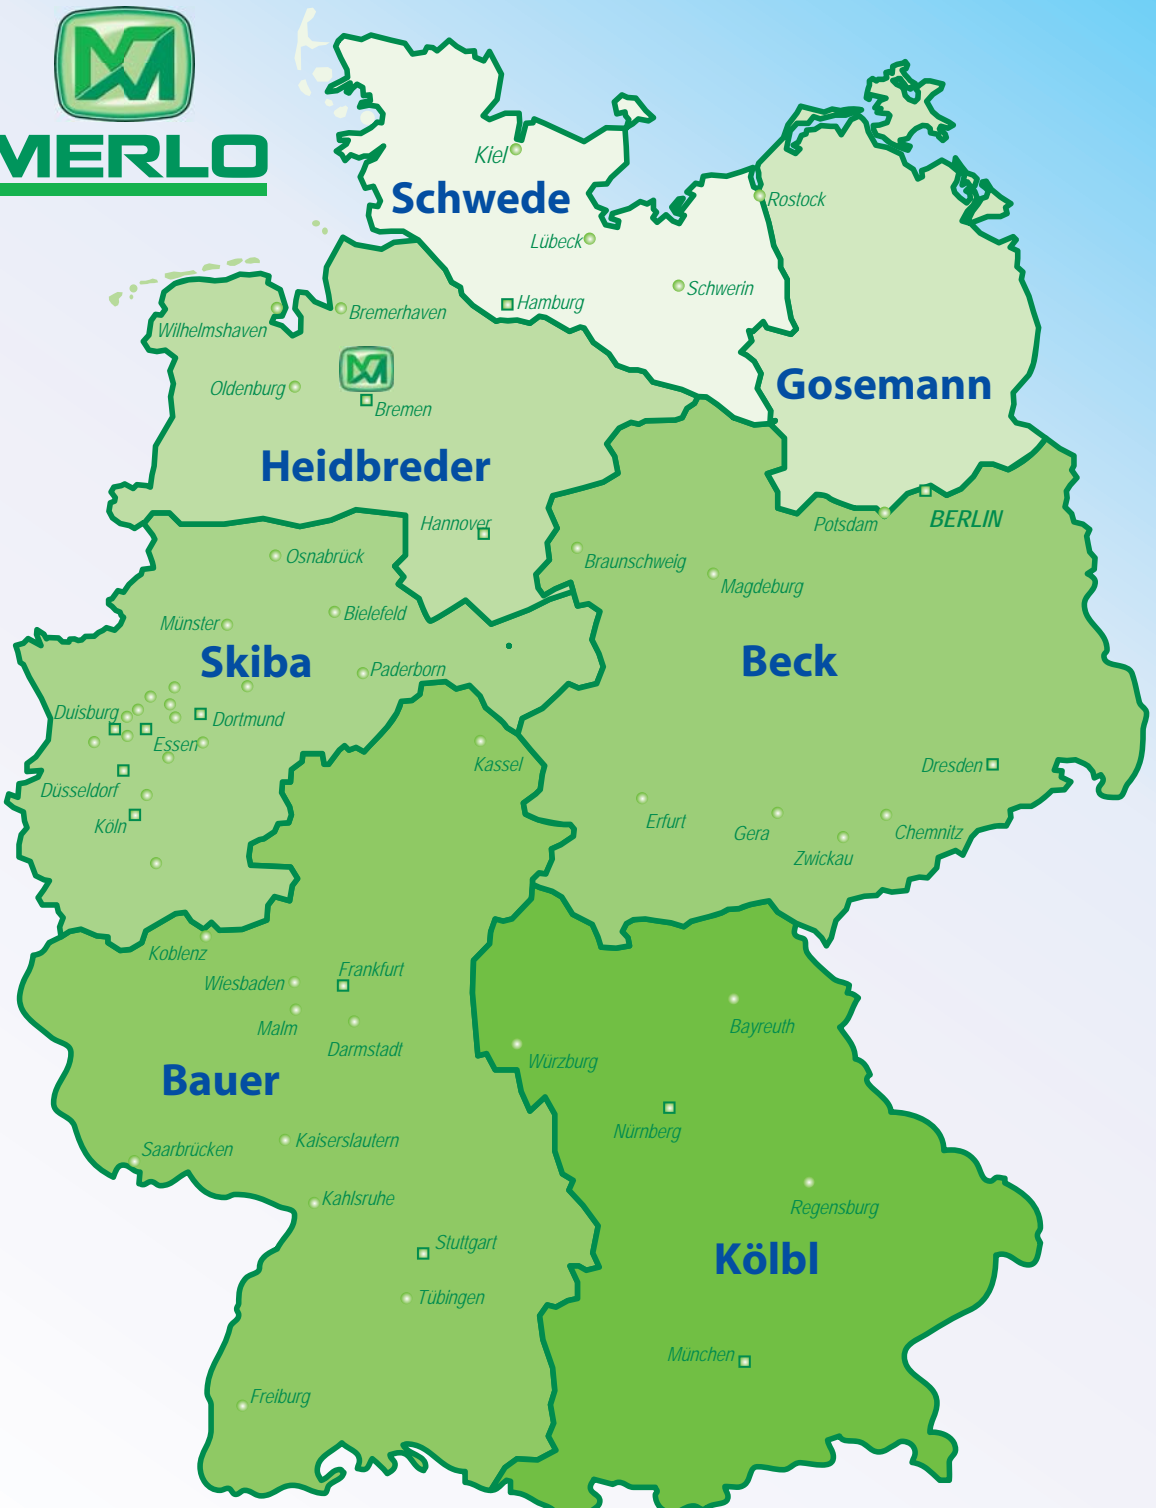 MERLO
Kiel
Schwede
Rostock
Lübeck
Schwerin
Hamburg
Bremerhaven
Wilhelmshaven
Gosemann
Oldenburg
Bremen
Heidbreder
Hannover
Potsdam
BERLIN
Osnabrück
Braunschweig
Magdeburg
Münster
Bielefeld
Skiba
Paderborn
Beck
Duisburg
Dortmund
Essen
Kassel
Dresden
Düsseldorf
Köln
Erfurt
Gera
Chemnitz
Zwickau
Koblenz
Frankfurt
Wiesbaden
Malm
Darmstadt
Bayreuth
Würzburg
Bauer
Nürnberg
Kaiserslautern
Saarbrücken
Kahlsruhe
Regensburg
Stuttgart
Kölbl
Tübingen
München
Freiburg